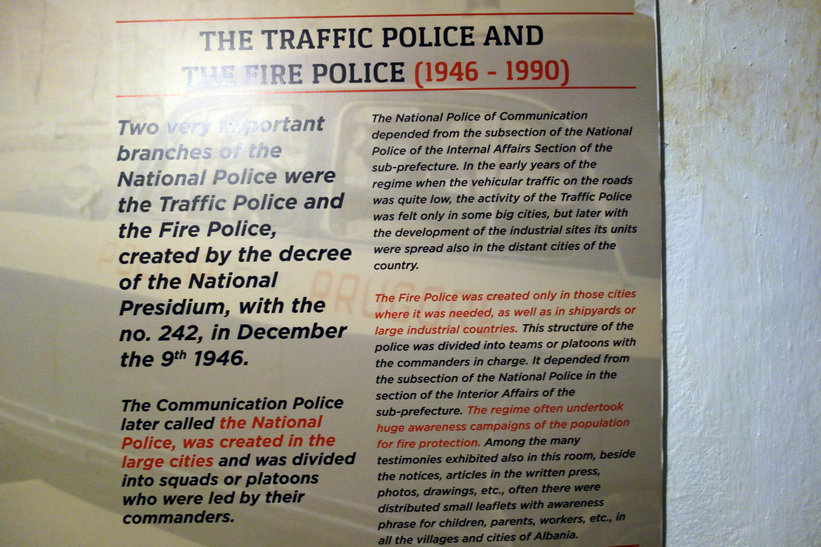 THE TRAFFIC POLICE AND
THE FIRE POLICE (1946 - 1990)
Two very important
branches of the
National Police were
the Traffic Police and
the Fire Police,
created by the decree
of the National
Presidium, with the
no. 242, in December
the 9th 1946.
The Communication Police
later called the National
Police, was created in the
large cities and was divided
into squads or platoons
who were led by their
commanders.
The National Police of Communication
depended from the subsection of the National
Police of the Internal Affairs Section of the
sub-prefecture. In the early years of the
regime when the vehicular traffic on the roads
was quite low, the activity of the Traffic Police
was felt only in some big cities, but later with
the development of the industrial sites its units
were spread also in the distant cities of the
country.
The Fire Police was created only in those cities
where it was needed, as well as in shipyards or
large industrial countries. This structure of the
police was divided into teams or platoons with
the commanders in charge. It depended from
the subsection of the National Police in the
section of the Interior Affairs of the
sub-prefecture. The regime often undertook
huge awareness campaigns of the population
for fire protection. Among the many
testimonies exhibited also in this room, beside
the notices, articles in the written press,
photos, drawings, etc., often there were
distributed small leaflets with awareness
phrase for children, parents, workers, etc., in
all the villages and cities of Albania.